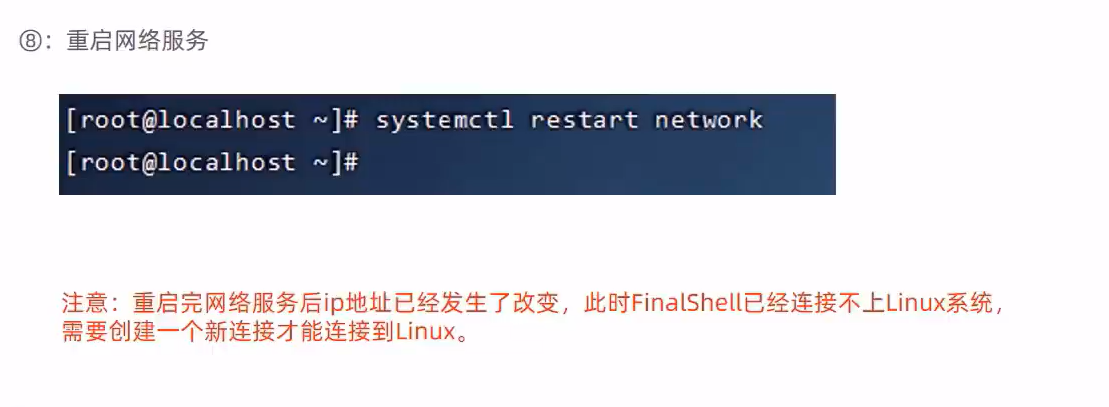 ⑧：重启网络服务
[root@localhost ~]# systemctl restart network
[root@localhost ~]#
注意：重启完网络服务后ip地址已经发生了改变，此时FinalShell已经连接不上Linux系统，
需要创建一个新连接才能连接到Linux。